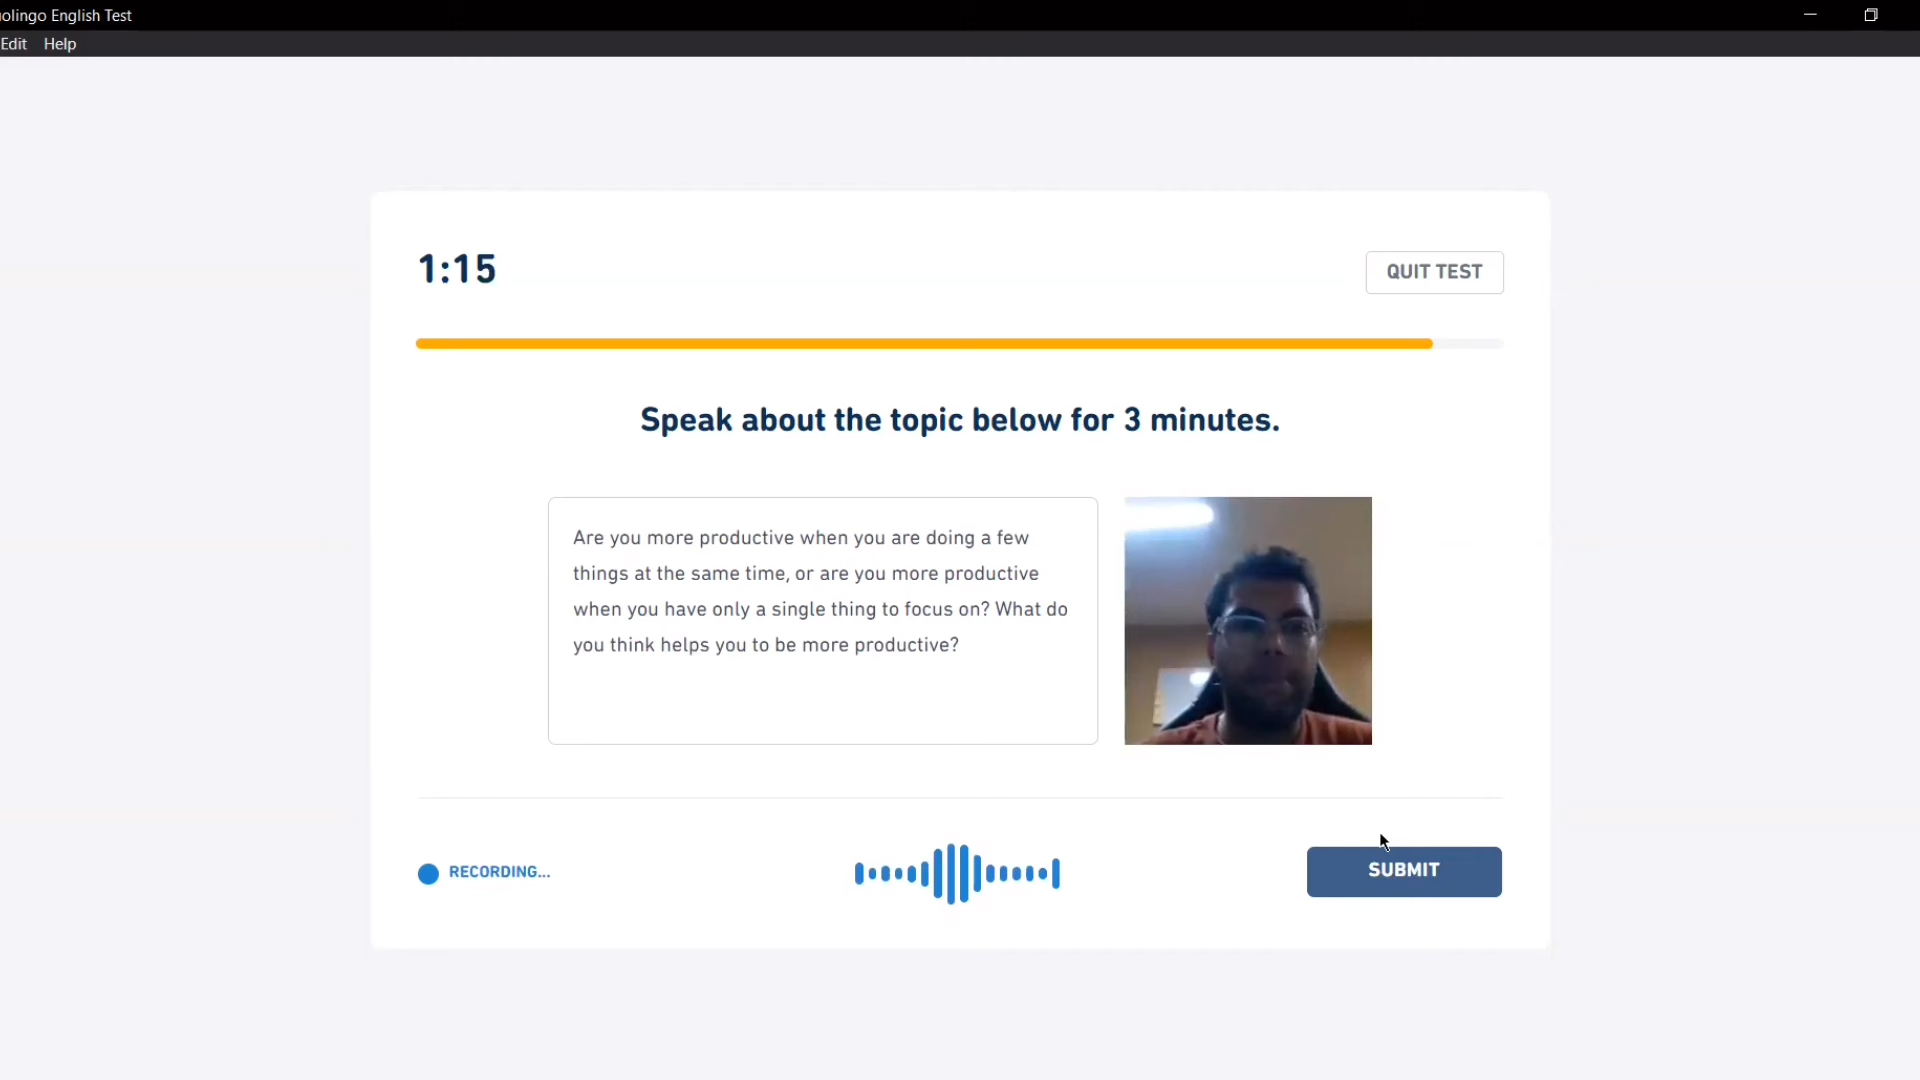 olingo English Test
Edit Help
1:15
QUIT TEST
Speak about the topic below for 3 minutes.
Are you more productive when you are doing a few
things at the same time, or are you more productive
when you have only a single thing to focus on? What do
you think helps you to be more productive?
RECORDING...
SUBMIT